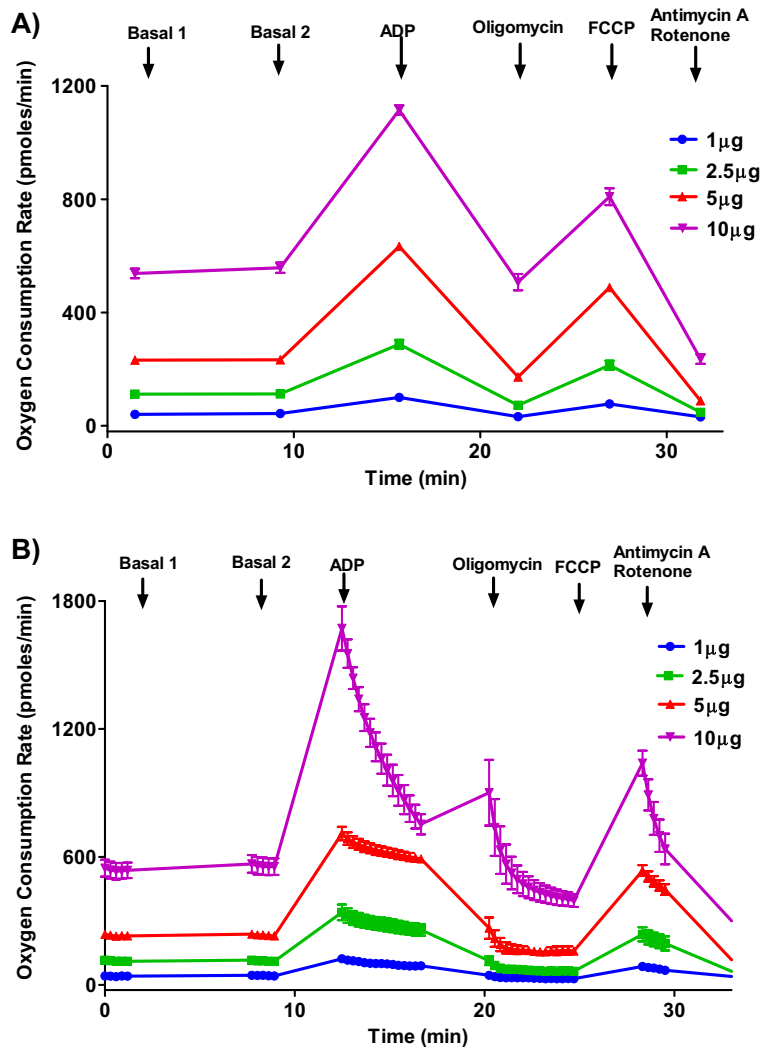 A)
Basal 1
Basal 2
ADP
Oligomycin
FCCP
Antimycin A
Rotenone
Oxygen Consumption Rate (pmoles/min)
1200
800
400
0
1µg
2.5µg
5µg
10µg
0
10
20
30
Time (min)
B)
Basal 1
Basal 2
ADP
Oligomycin
FCCP
Antimycin A
Rotenone
Oxygen Consumption Rate (pmoles/min)
1800
1200
600
0
1µg
2.5µg
5µg
10µg
0
10
20
30
Time (min)